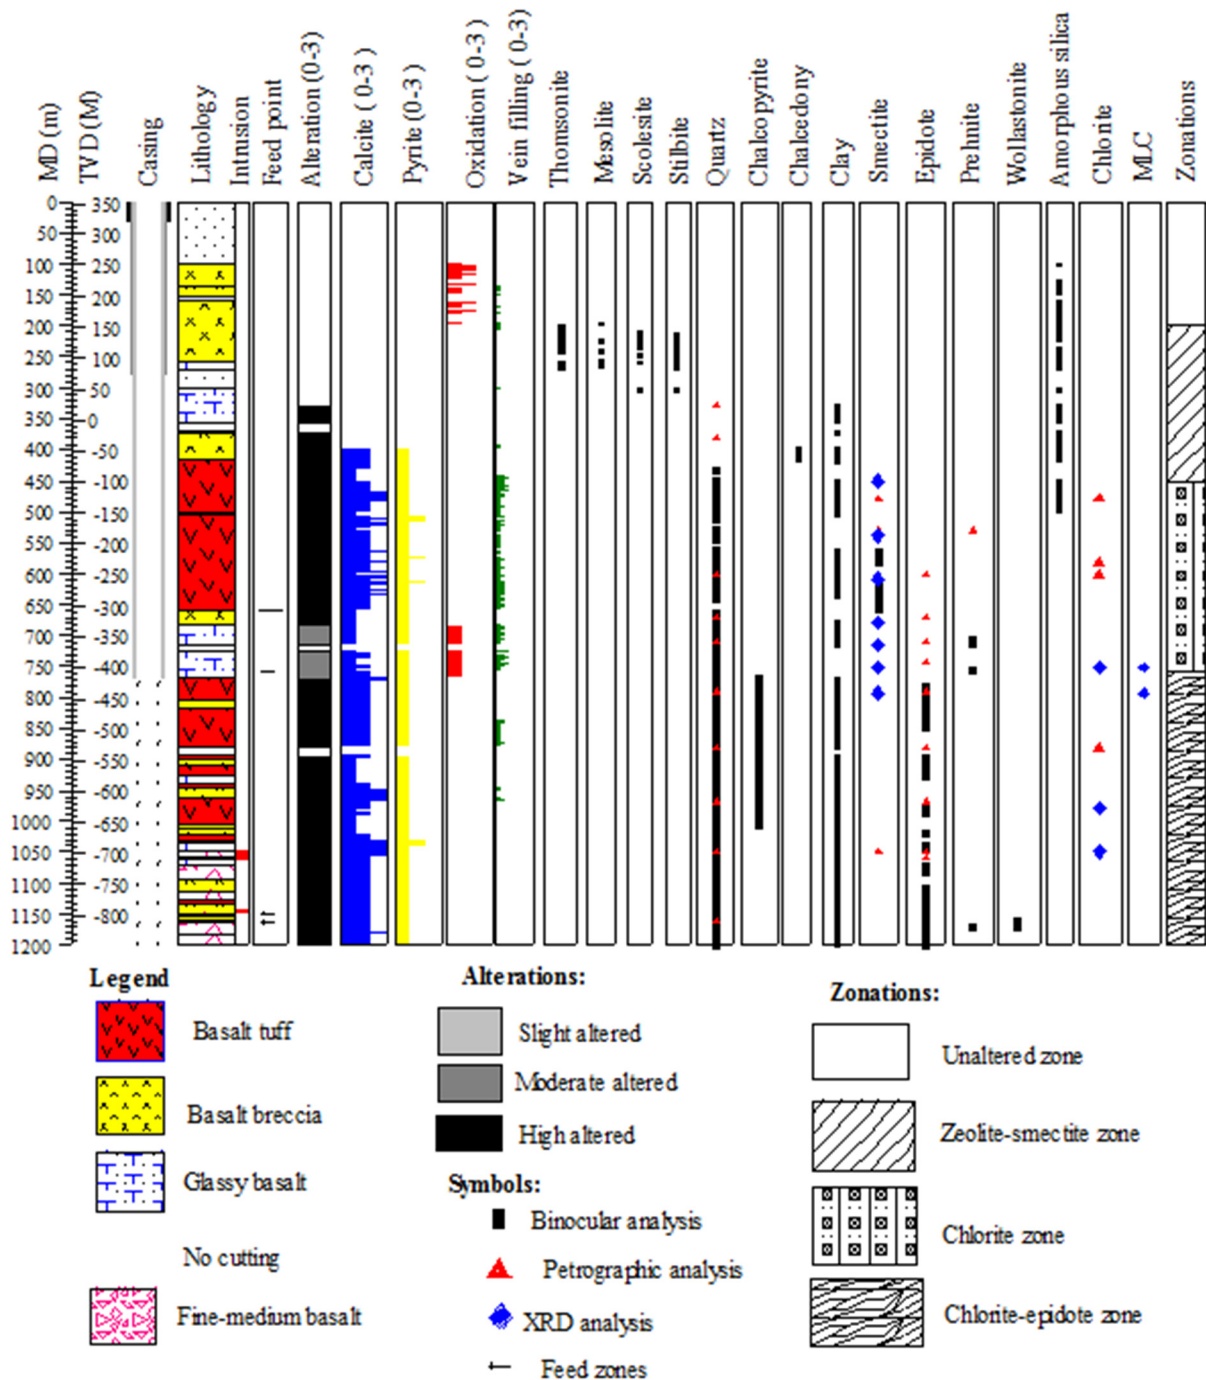 MD (m)
TVD (M)
Casing
Lithology
Intrusion
Feed point
Alteration (0-3)
Calcite ( 0-3 )
Pyrite (0-3 )
Oxidation ( 0-3 )
Vein filling ( 0-3)
Thomsonite
Mesolite
Scolesite
Stilbite
Quartz
Chalcopyrite
Chalcedony
Clay
Smectite
Epidote
Prehnite
Wollastonite
Amorphous silica
Chlorite
MLC
Zonations
0 350
50 300
100 250
150 200
200 150
250 100
300 50
350 0
400 -50
450 -100
500 -150
550 -200
600 -250
650 -300
700 -350
750 -400
800 -450
850 -500
900 -550
950 -600
1000 -650
1050 -700
1100 -750
1150 -800
1200
Legend
Basalt tuff
Basalt breccia
Glassy basalt
No cutting
Fine-medium basalt
Alterations:
Slight altered
Moderate altered
High altered
Symbols:
Binocular analysis
Petrographic analysis
XRD analysis
Feed zones
Zonations:
Unaltered zone
Zeolite-smectite zone
Chlorite zone
Chlorite-epidote zone